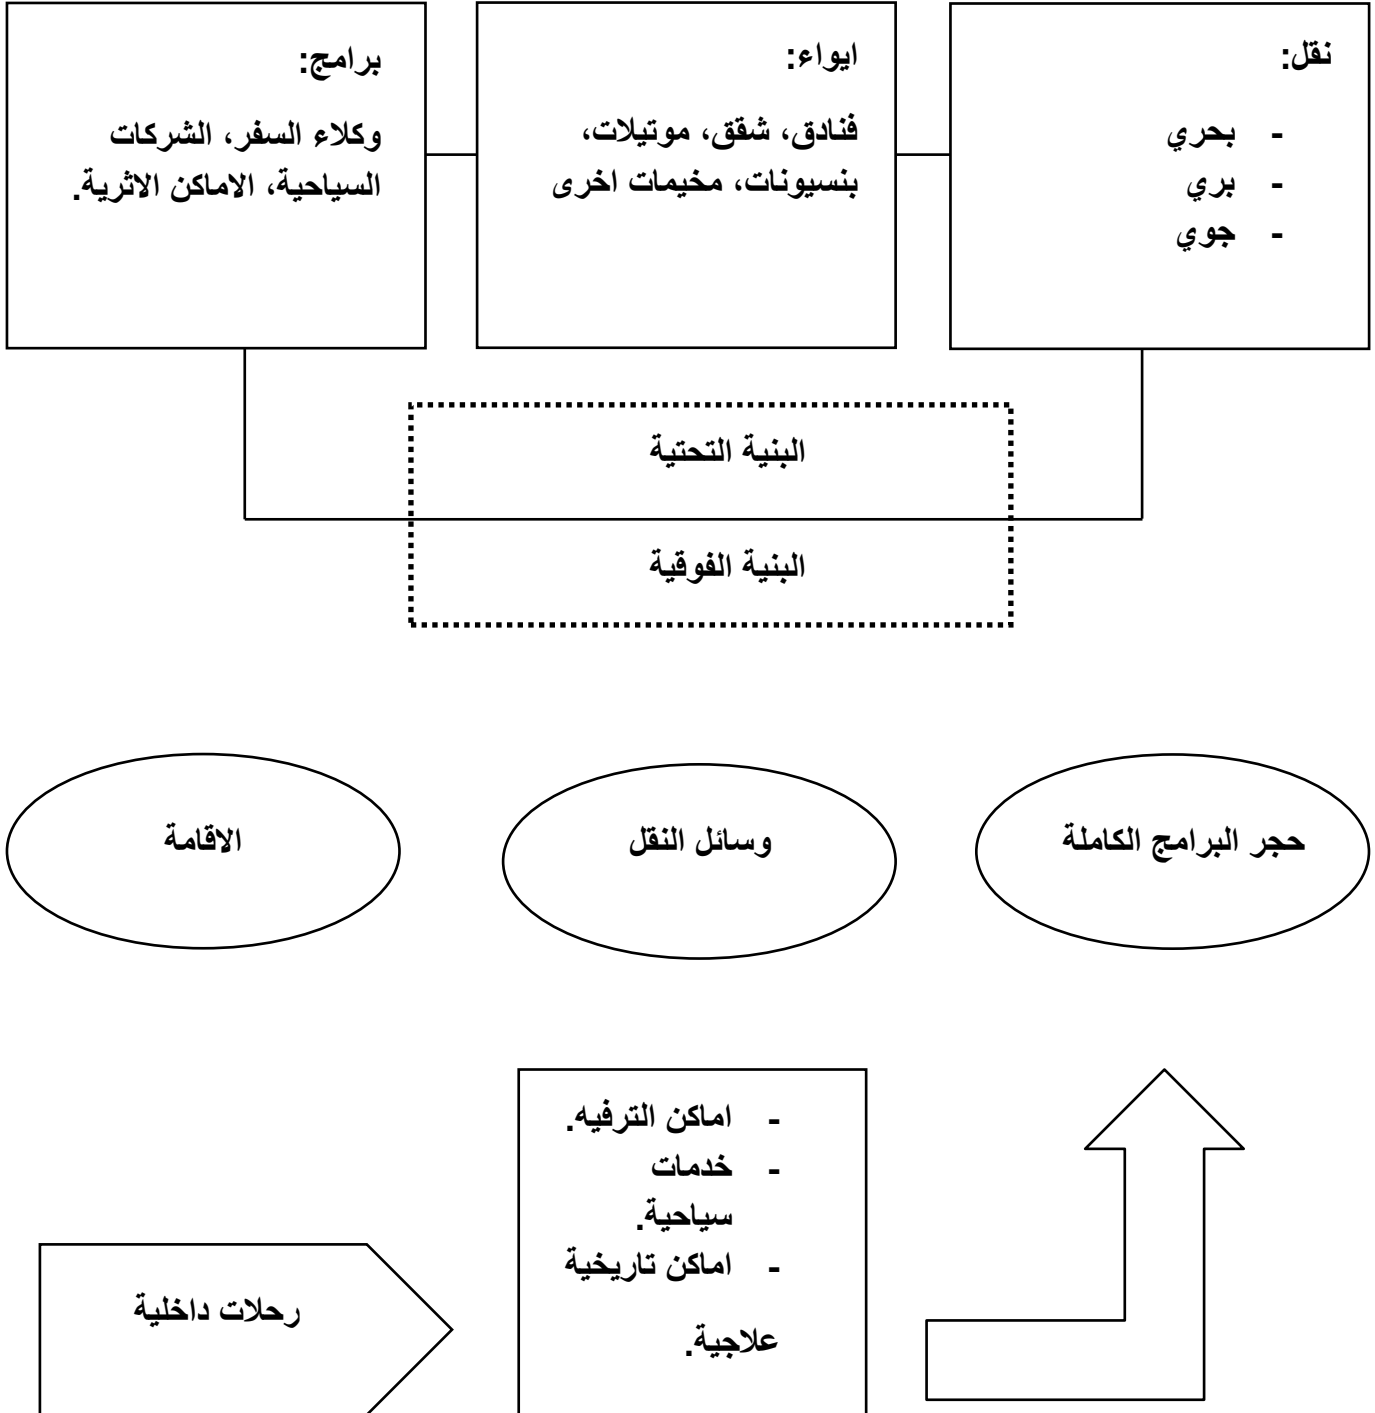 نقل:
- بحري
- بري
- جوي
ايواء:
فنادق، شقق، موتيلات،
بنسيونات، مخيمات اخرى
برامج:
وكلاء السفر، الشركات
السياحية، الاماكن الاثرية.
البنية التحتية
البنية الفوقية
حجر البرامج الكاملة
وسائل النقل
الاقامة
- اماكن الترفيه.
- خدمات
سياحية.
- اماكن تاريخية
علاجية.
رحلات داخلية